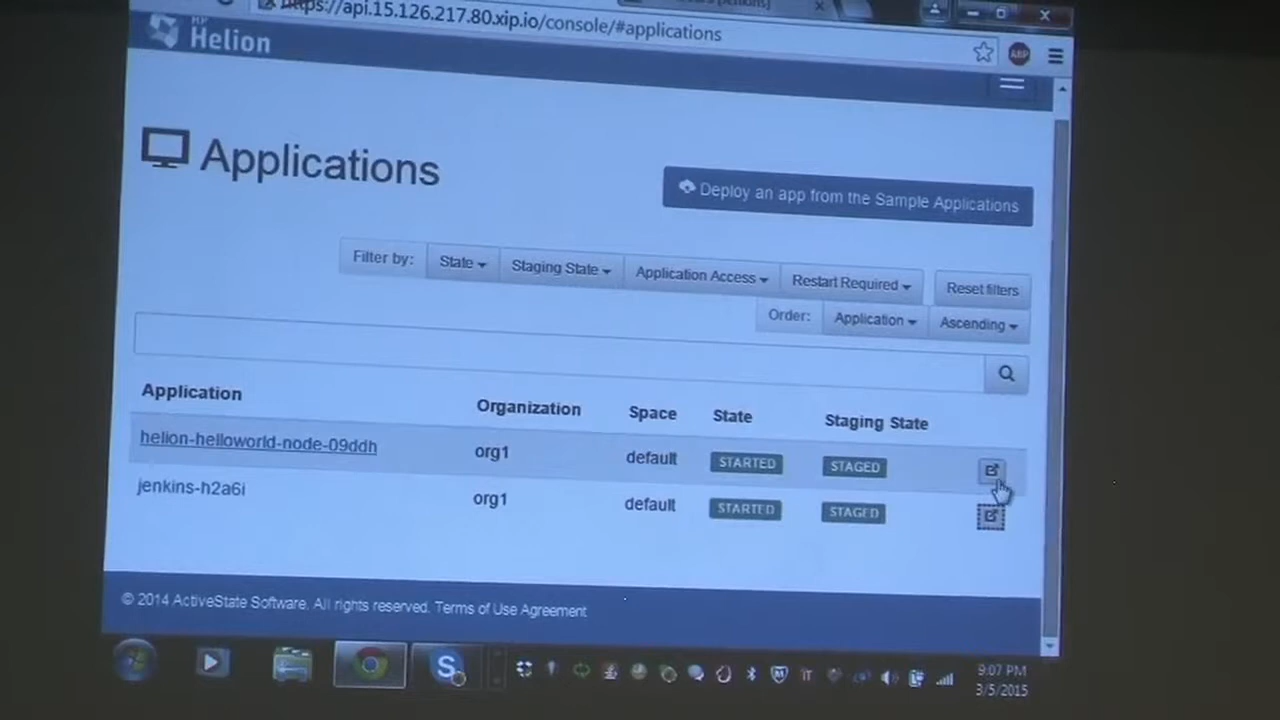 https://api.15.126.217.80.xip.io/console/#applications
ABP
HP
Helion
Applications
Deploy an app from the Sample Applications
Filter by: State Staging State Application Access Restart Required Reset filters
Order: Application Ascending
Application Organization Space State Staging State
helion-helloworld-node-09ddh org1 default STARTED STAGED
jenkins-h2a6i org1 default STARTED STAGED
© 2014 ActiveState Software. All rights reserved. Terms of Use Agreement
S
IT
9:07 PM
3/5/2015